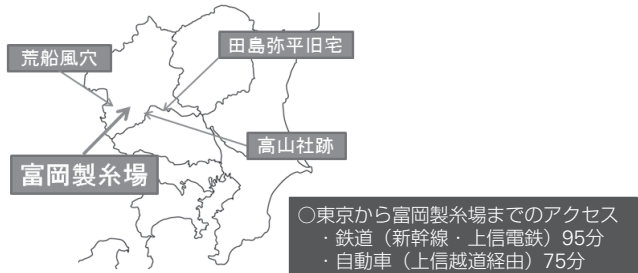 荒船風穴
田島弥平旧宅
高山社跡
富岡製糸場
○東京から富岡製糸場までのアクセス
・鉄道（新幹線・上信電鉄）95分
・自動車（上信越道経由）75分